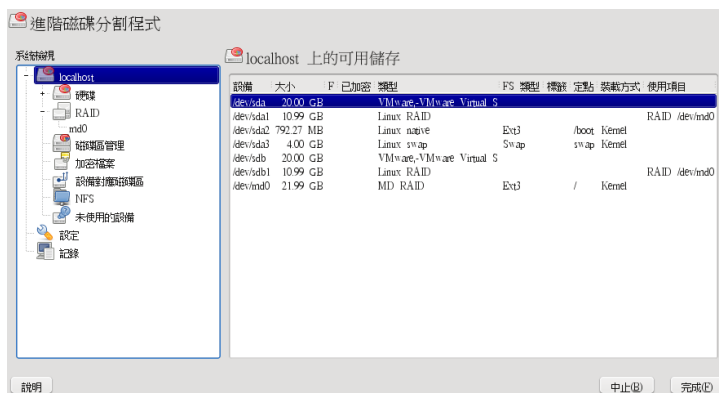 進階磁碟分割程式
系統檢視
localhost
硬碟
RAID
md0
磁碟區管理
加密檔案
設備對應磁碟區
NFS
未使用的設備
設定
記錄
localhost 上的可用儲存
設備 大小 F 已加密 類型 FS 類型 標籤 定點 裝載方式 使用項目
/dev/sda 20.00 GB VMware,-VMware Virtual S
/dev/sda1 10.99 GB Linux RAID RAID /dev/md0
/dev/sda2 792.27 MB Linux native Ext3 /boot Kernel
/dev/sda3 4.00 GB Linux swap Swap swap Kernel
/dev/sdb 20.00 GB VMware,-VMware Virtual S
/dev/sdb1 10.99 GB Linux RAID RAID /dev/md0
/dev/md0 21.99 GB MD RAID Ext3 / Kernel
說明
中止(B)
完成(F)